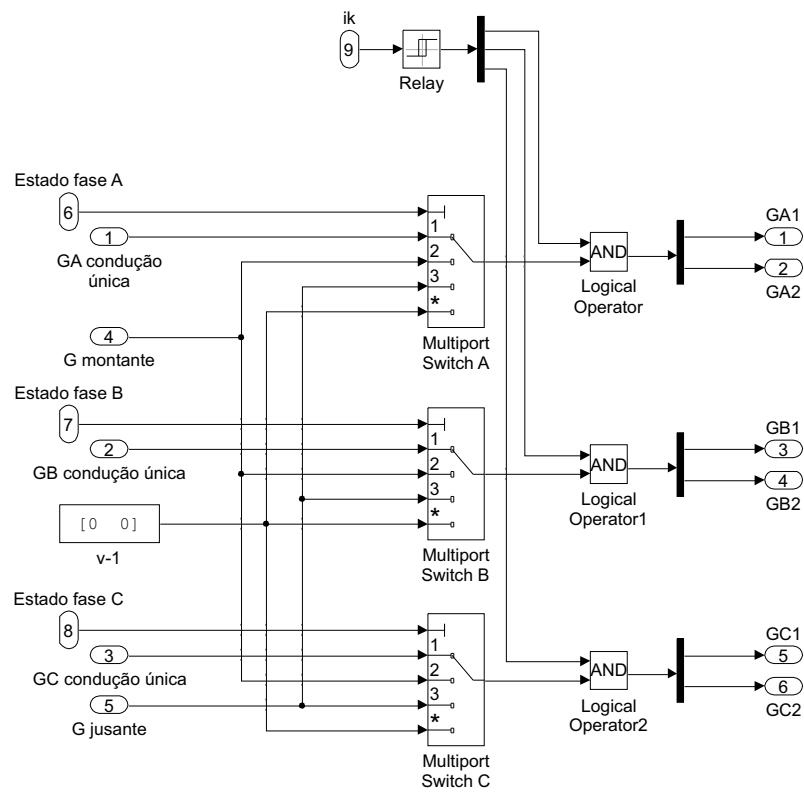 ik
9
Relay
Estado fase A
6
1
GA condução
única
4
G montante
1
2
3
*
Multiport
Switch A
AND
Logical
Operator
GA1
1
2
GA2
Estado fase B
7
2
GB condução única
[0 0]
v-1
1
2
3
*
Multiport
Switch B
AND
Logical
Operator1
GB1
3
4
GB2
Estado fase C
8
3
GC condução única
5
G jusante
1
2
3
*
Multiport
Switch C
AND
Logical
Operator2
GC1
5
6
GC2